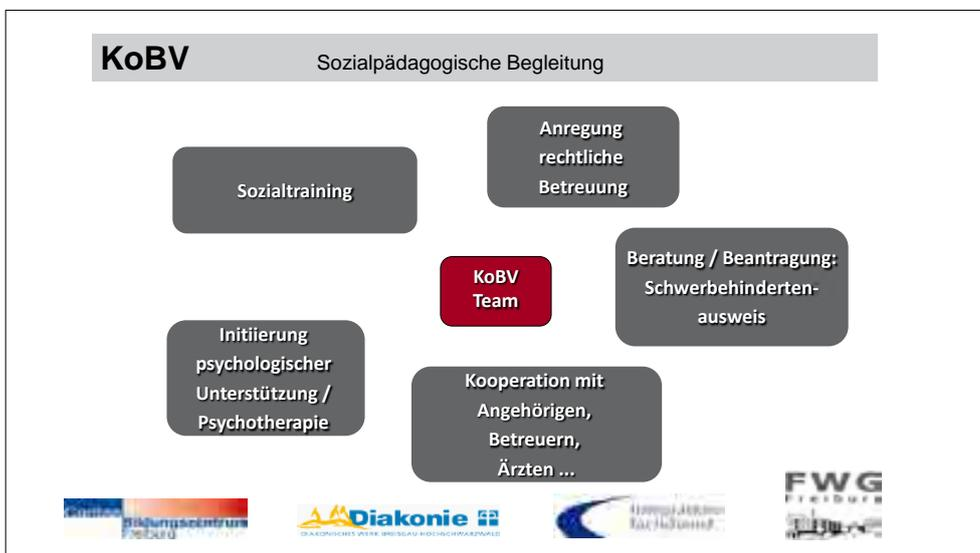 KoBV Sozialpädagogische Begleitung
Anregung
rechtliche
Betreuung
Sozialtraining
Beratung / Beantragung:
Schwerbehinderten-
ausweis
KoBV
Team
Initiierung
psychologischer
Unterstützung /
Psychotherapie
Kooperation mit
Angehörigen,
Betreuern,
Ärzten ...
Bildungszentrum
Freiburg
Diakonie
DIAKONISCHES WERK BREISGAU-HOCHSCHWARZWALD
fachdienst
FWG
Freiburg